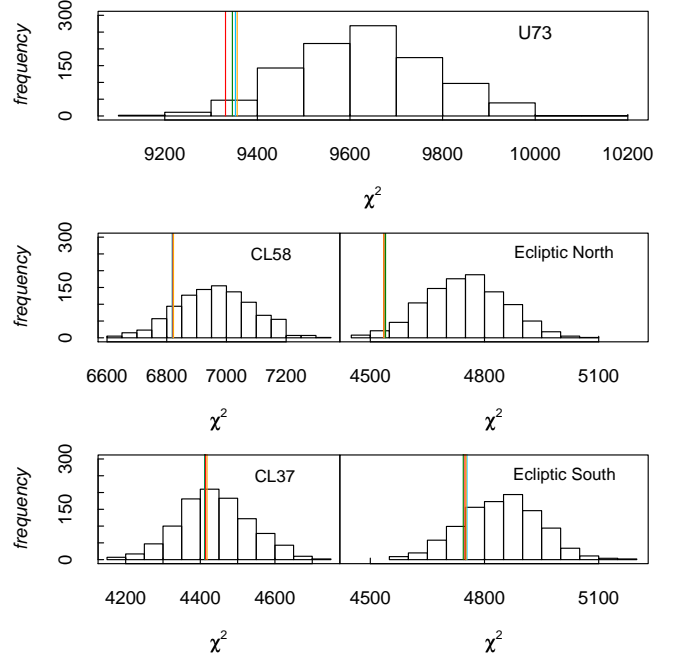 frequency
0 150 300
U73
9200 9400 9600 9800 10000 10200
χ²
frequency
0 150 300
CL58
Ecliptic North
6600 6800 7000 7200
4500 4800 5100
χ²
χ²
frequency
0 150 300
CL37
Ecliptic South
4200 4400 4600
4500 4800 5100
χ²
χ²